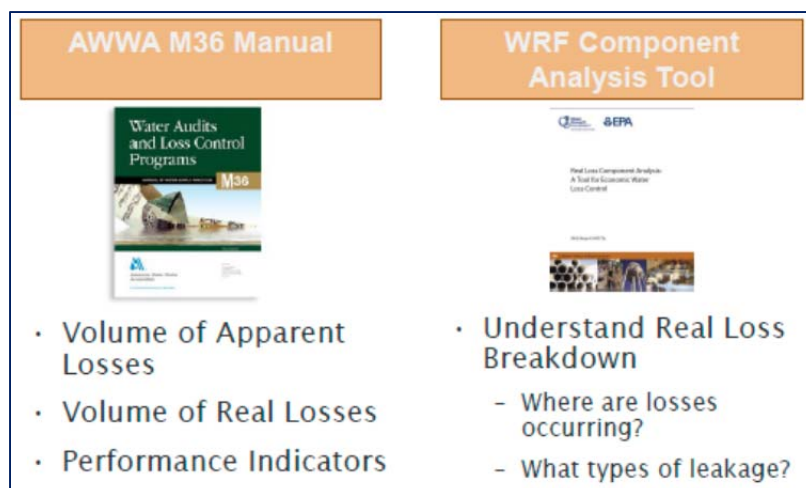 AWWA M36 Manual
WRF Component
Analysis Tool
Water Audits
and Loss Control
Programs
M36
EPA
Real Loss Component Analysis:
A Tool for Economic Water
Loss Control
• Volume of Apparent
Losses
• Volume of Real Losses
• Performance Indicators
• Understand Real Loss
Breakdown
– Where are losses
occurring?
– What types of leakage?